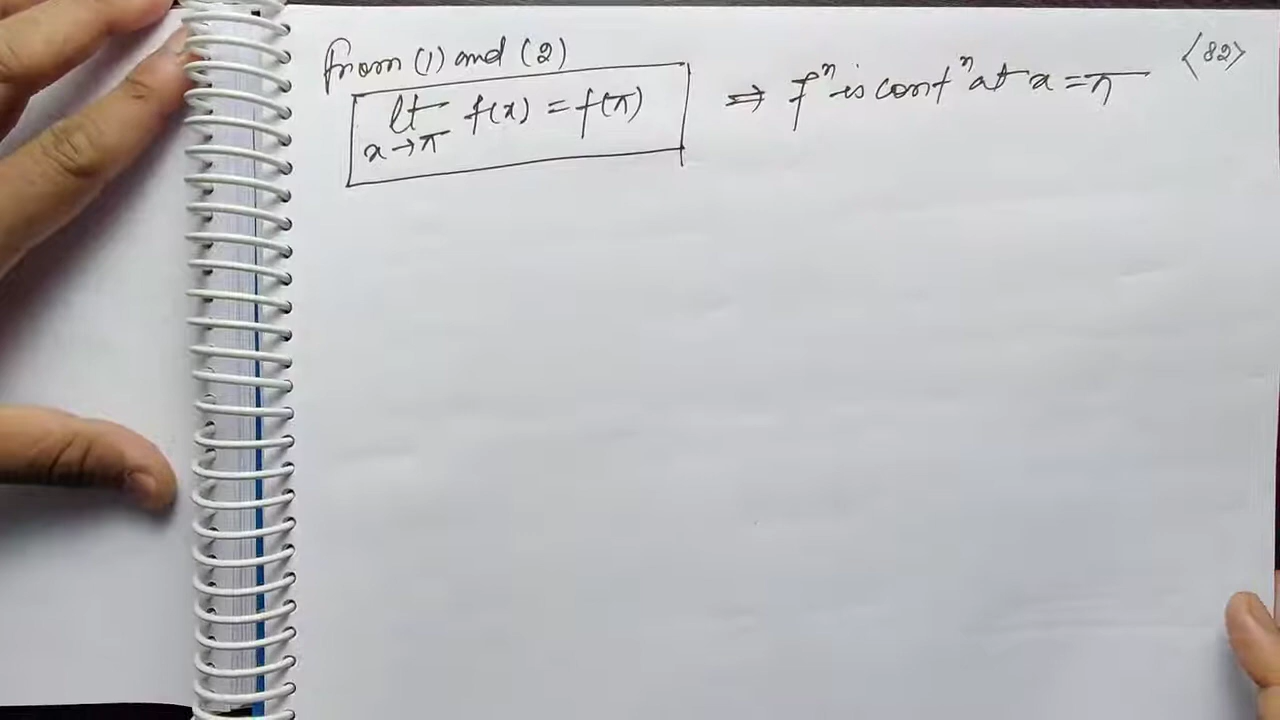 from (1) and (2)
lt x→π f(x) = f(π) ⇒ fⁿ is contⁿ at x = π
<82>